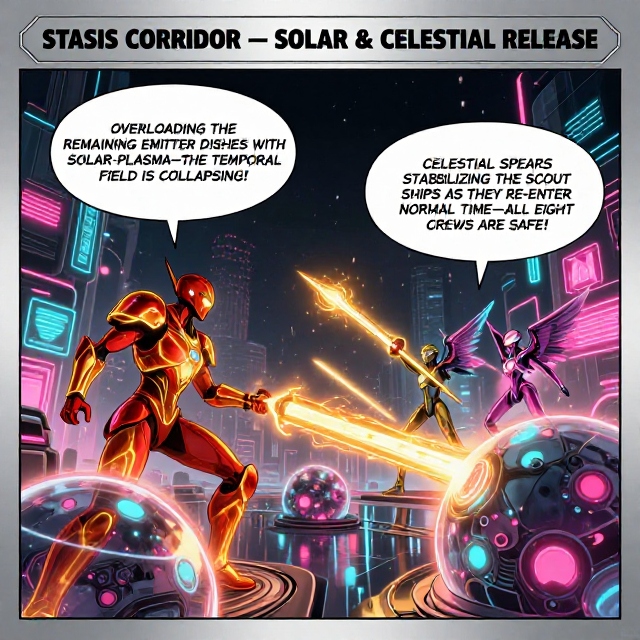 STASIS CORRIDOR — SOLAR & CELESTIAL RELEASE
OVERLOADING THE
REMAINING EMITTER DISHES WITH
SOLAR-PLASMA—THE TEMPORAL
FIELD IS COLLAPSING!
CELESTIAL SPEARS
STABBILIZING THE SCOUT
SHIPS AS THEY RE-ENTER
NORMAL TIME—ALL EIGHT
CREWS ARE SAFE!